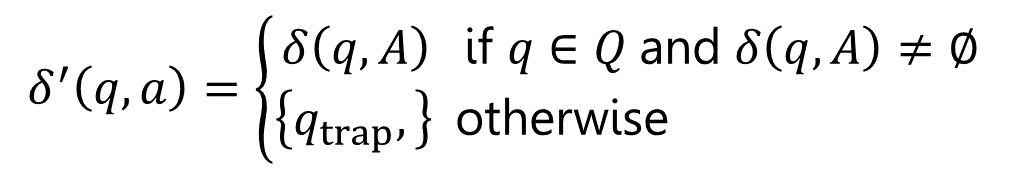 δ′(q, a) = { δ(q, A) if q ∈ Q and δ(q, A) ≠ ∅
{q_trap,} otherwise